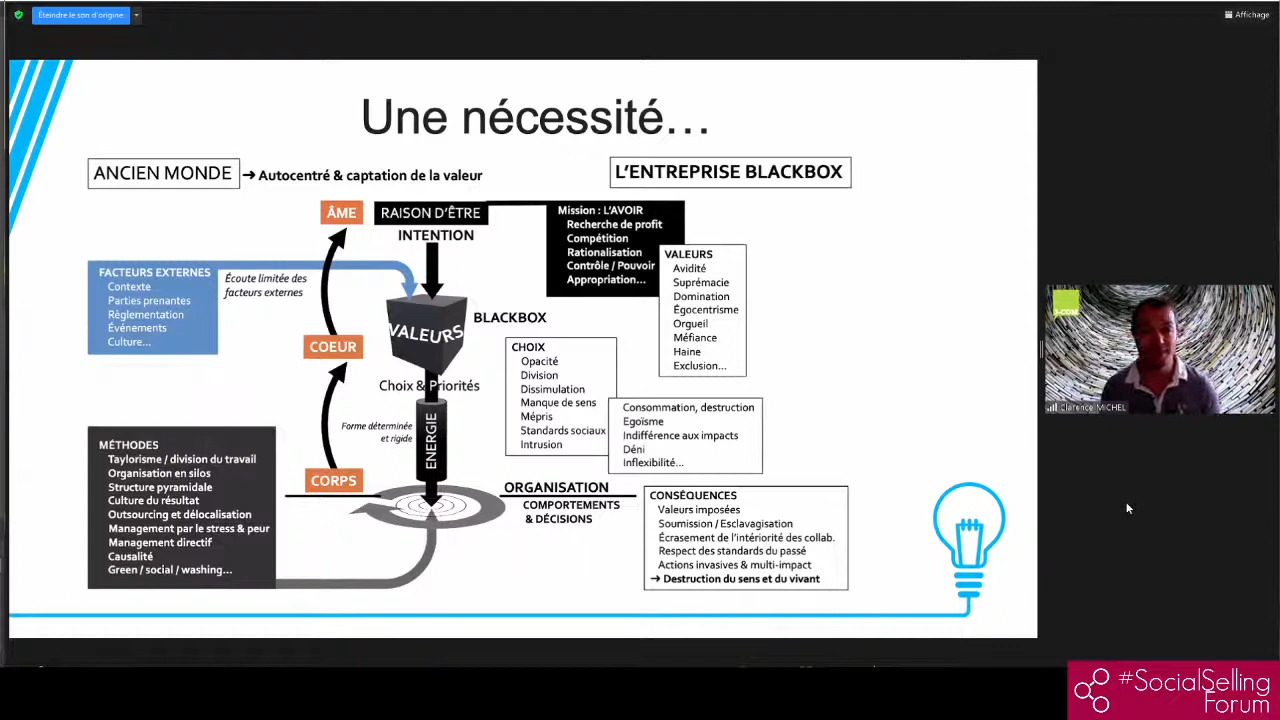 Éteindre le son d'origine
Affichage
Une nécessité…
ANCIEN MONDE
→ Autocentré & captation de la valeur
L'ENTREPRISE BLACKBOX
ÂME
RAISON D'ÊTRE
INTENTION
Mission : L'AVOIR
Recherche de profit
Compétition
Rationalisation
Contrôle / Pouvoir
Appropriation…
VALEURS
Avidité
Suprémacie
Domination
Égocentrisme
Orgueil
Méfiance
Haine
Exclusion…
FACTEURS EXTERNES
Contexte
Parties prenantes
Règlementation
Événements
Culture…
Écoute limitée des
facteurs externes
VALEURS
BLACKBOX
COEUR
Choix & Priorités
CHOIX
Opacité
Division
Dissimulation
Manque de sens
Mépris
Standards sociaux
Intrusion
Consommation, destruction
Egoïsme
Indifférence aux impacts
Déni
Inflexibilité…
Forme déterminée
et rigide
ENERGIE
MÉTHODES
Taylorisme / division du travail
Organisation en silos
Structure pyramidale
Culture du résultat
Outsourcing et délocalisation
Management par le stress & peur
Management directif
Causalité
Green / social / washing…
CORPS
ORGANISATION
COMPORTEMENTS
& DÉCISIONS
CONSÉQUENCES
Valeurs imposées
Soumission / Esclavagisation
Écrasement de l'intériorité des collab.
Respect des standards du passé
Actions invasives & multi-impact
→ Destruction du sens et du vivant
Clarence MICHEL
#SocialSelling
Forum